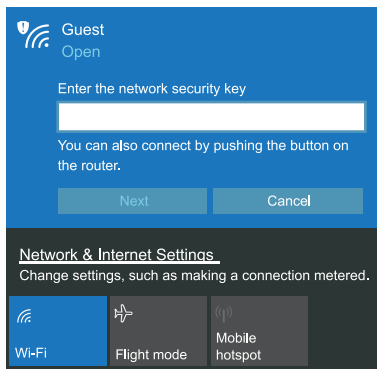 Guest
Open
Enter the network security key
You can also connect by pushing the button on
the router.
Next
Cancel
Network & Internet Settings
Change settings, such as making a connection metered.
Wi-Fi
Flight mode
Mobile
hotspot